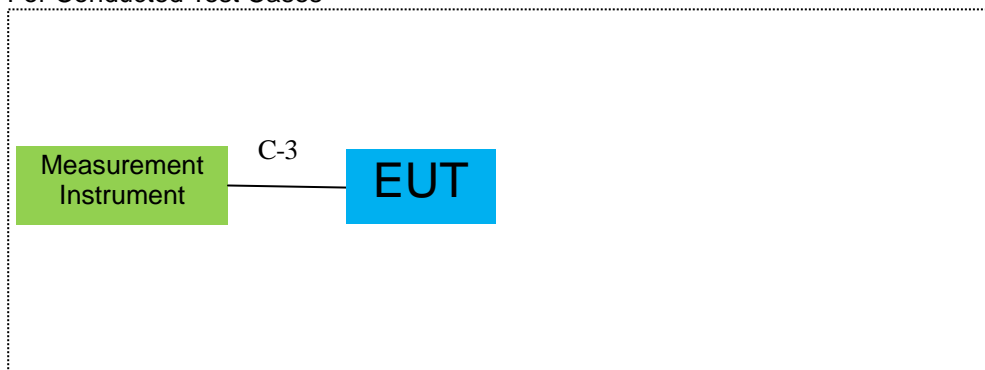 For Conducted Test Cases
C-3
Measurement
Instrument
EUT